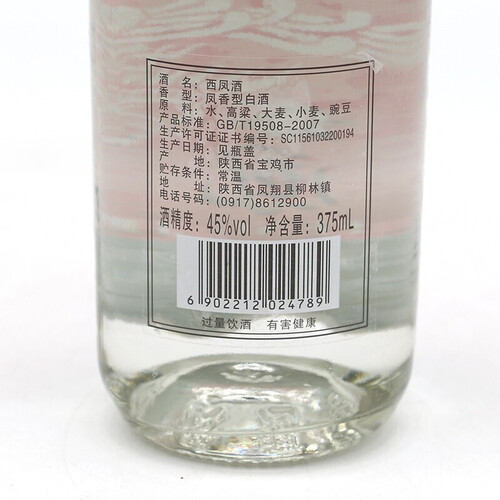 酒 名：西凤酒
香 型：凤香型白酒
原 料：水、高粱、大麦、小麦、豌豆
产品标准：GB/T19508-2007
生产许可证证书编号：SC11561032200194
生产日期：见瓶盖
产 地：陕西省宝鸡市
贮存条件：常温
地 址：陕西省凤翔县柳林镇
电话号码：(0917)8612900
酒精度：45%vol 净含量：375mL
6902212024789
过量饮酒 有害健康